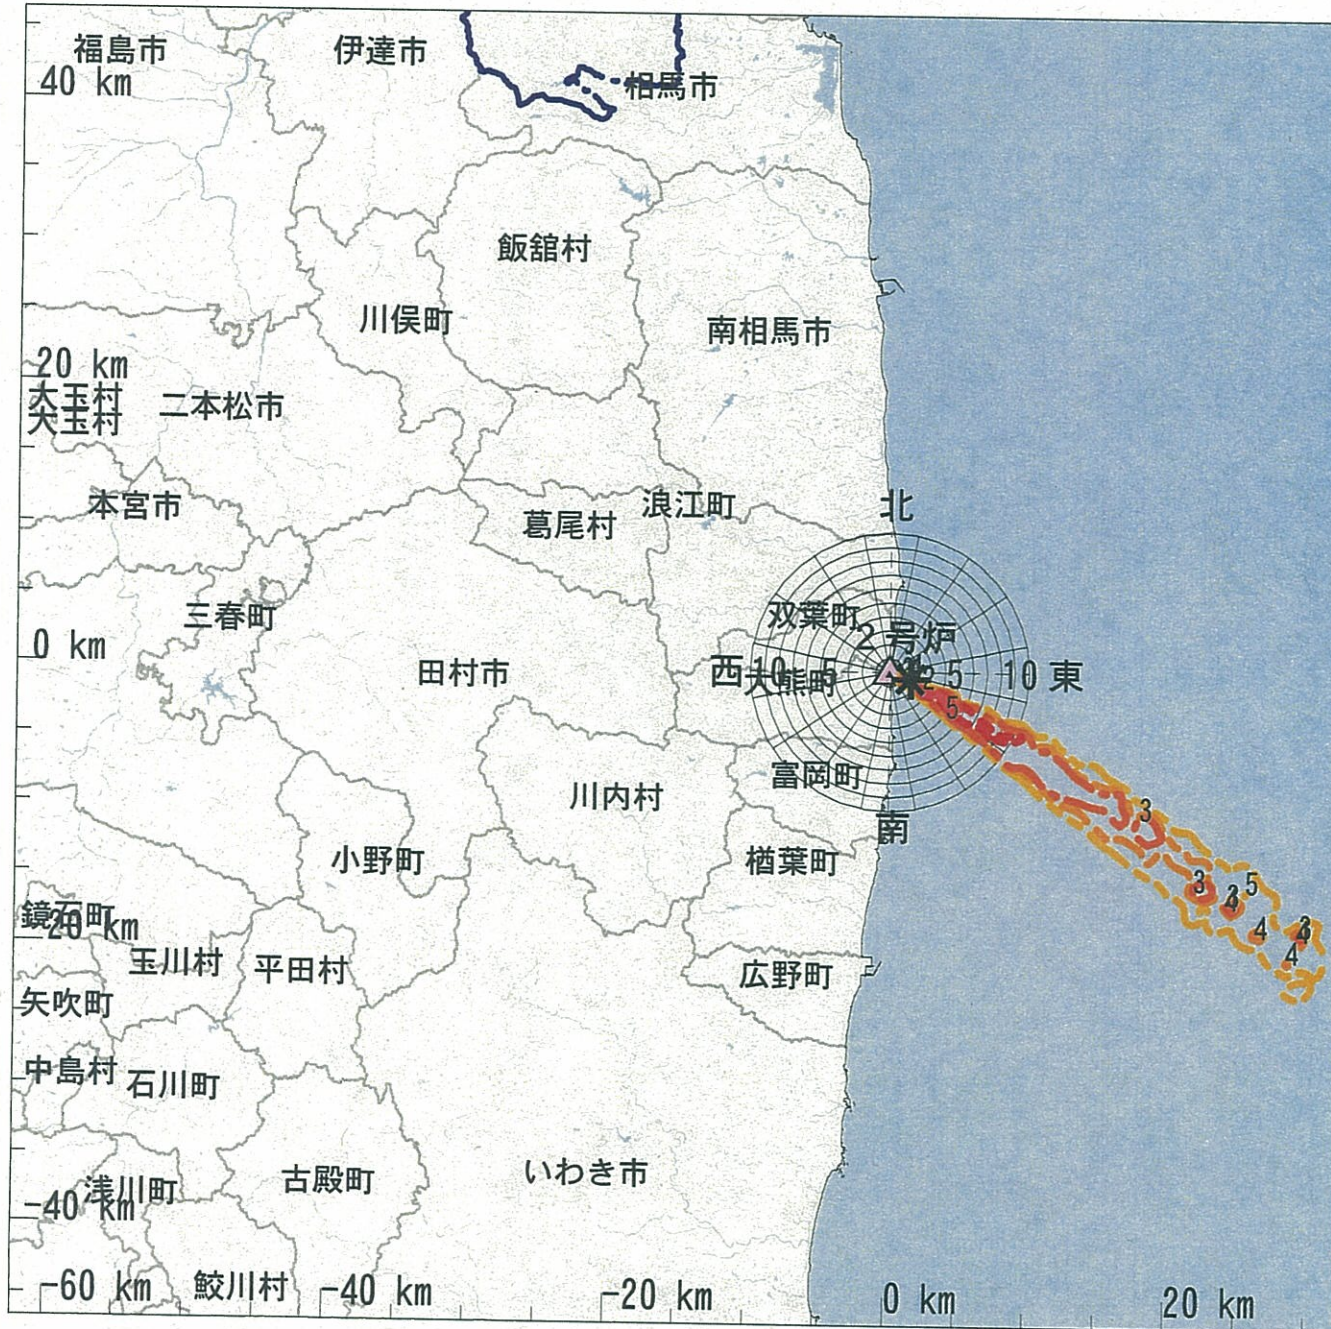 福島市
伊達市
40 km
相馬市
飯舘村
川俣町
南相馬市
20 km
大玉村
大玉村
二本松市
本宮市
葛尾村
浪江町
北
三春町
双葉町
2号炉
0 km
田村市
西
10
5
大熊町
2
5
10
東
5
富岡町
川内村
3
南
小野町
楢葉町
3
5
鏡石町
-20 km
4
3
玉川村
平田村
4
広野町
矢吹町
中島村
石川町
いわき市
古殿町
浅川町
-40 km
-60 km
鮫川村
-40 km
-20 km
0 km
20 km